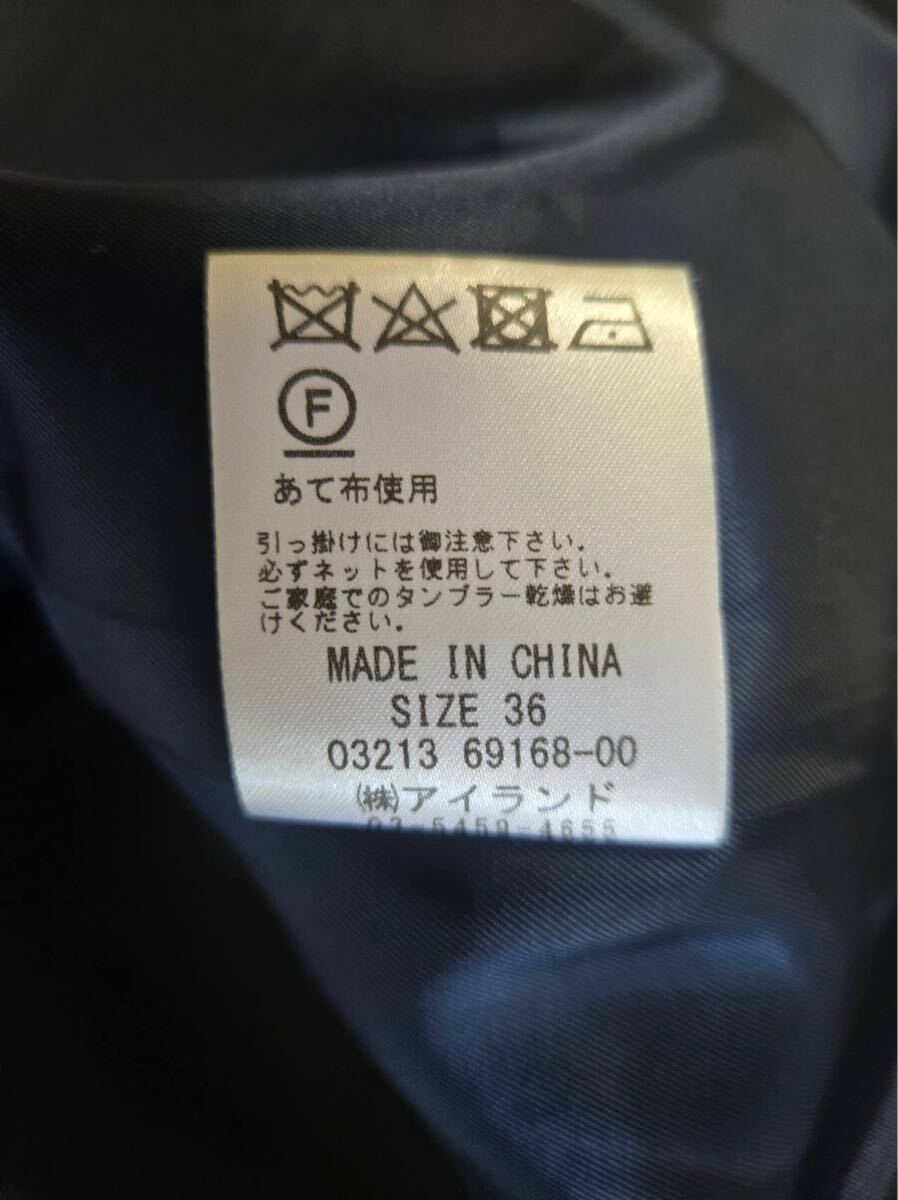 F
あて布使用
引っ掛けには御注意下さい。
必ずネットを使用して下さい。
ご家庭でのタンブラー乾燥はお避
けください。
MADE IN CHINA
SIZE 36
03213 69168-00
(株)アイランド
03-5459-4655